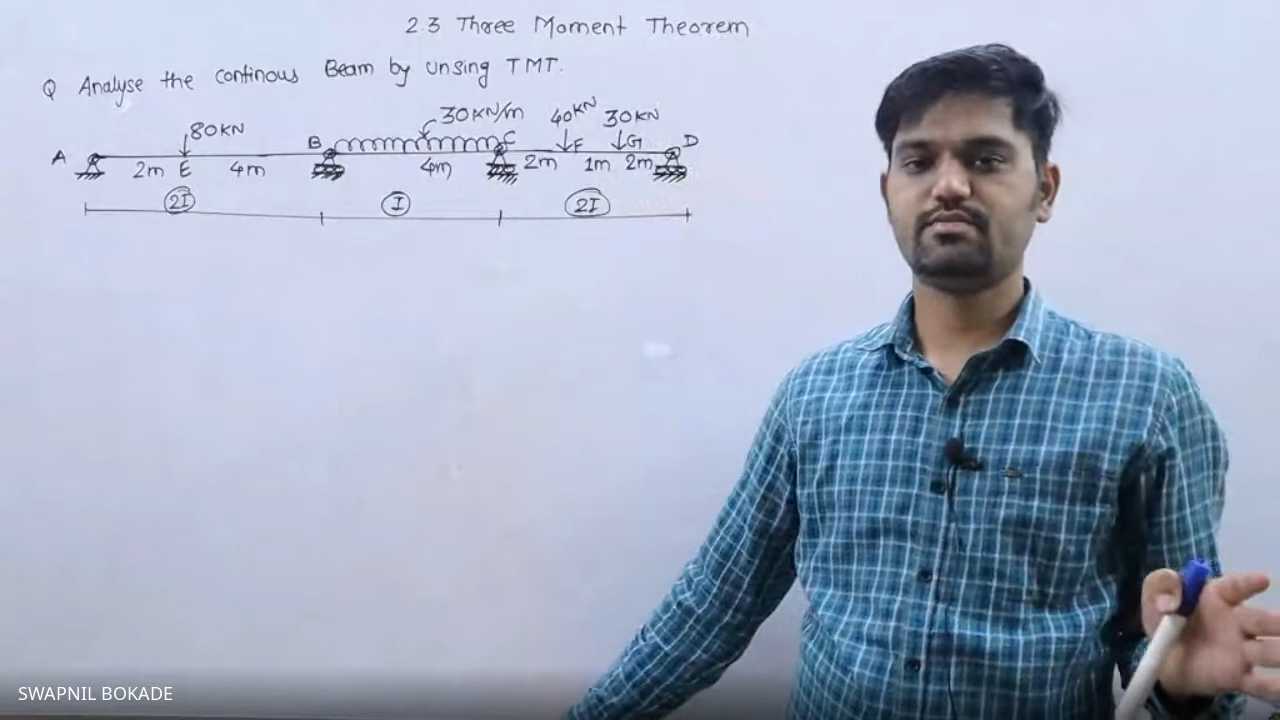 2.3 Three Moment Theorem
Q Analyse the continous Beam by unsing TMT.
30KN/m 40KN 30KN
80KN
A B C F G D
2m E 4m 4m 2m 1m 2m
2I I 2I
SWAPNIL BOKADE